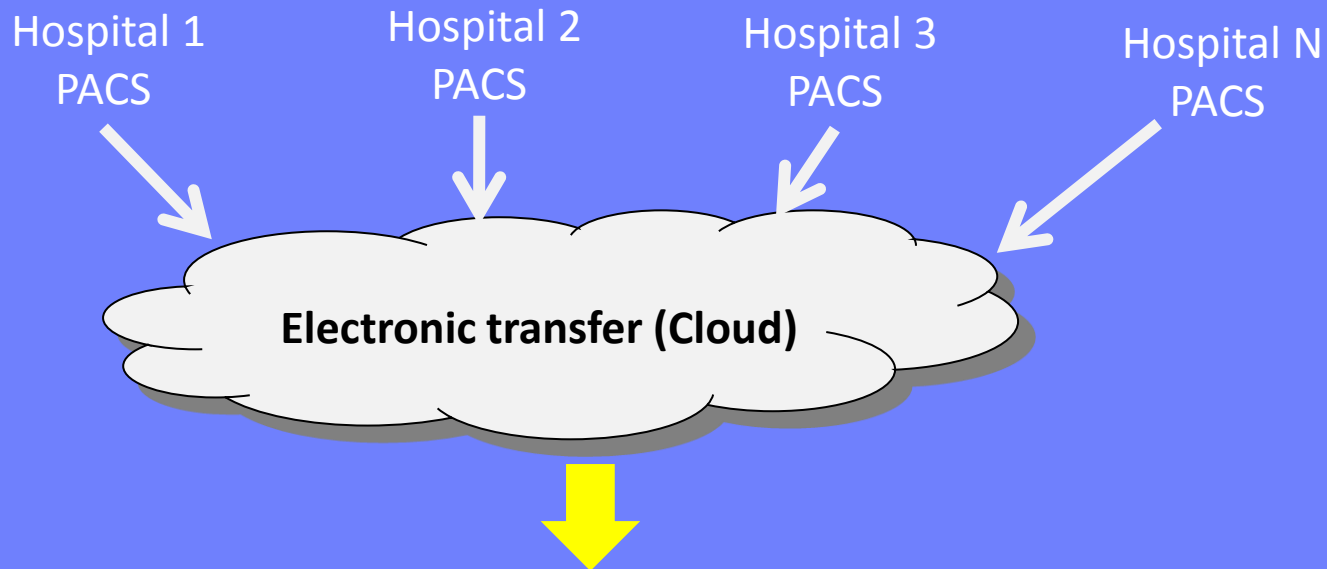 Hospital 1
PACS
Hospital 2
PACS
Hospital 3
PACS
Hospital N
PACS
Electronic transfer (Cloud)